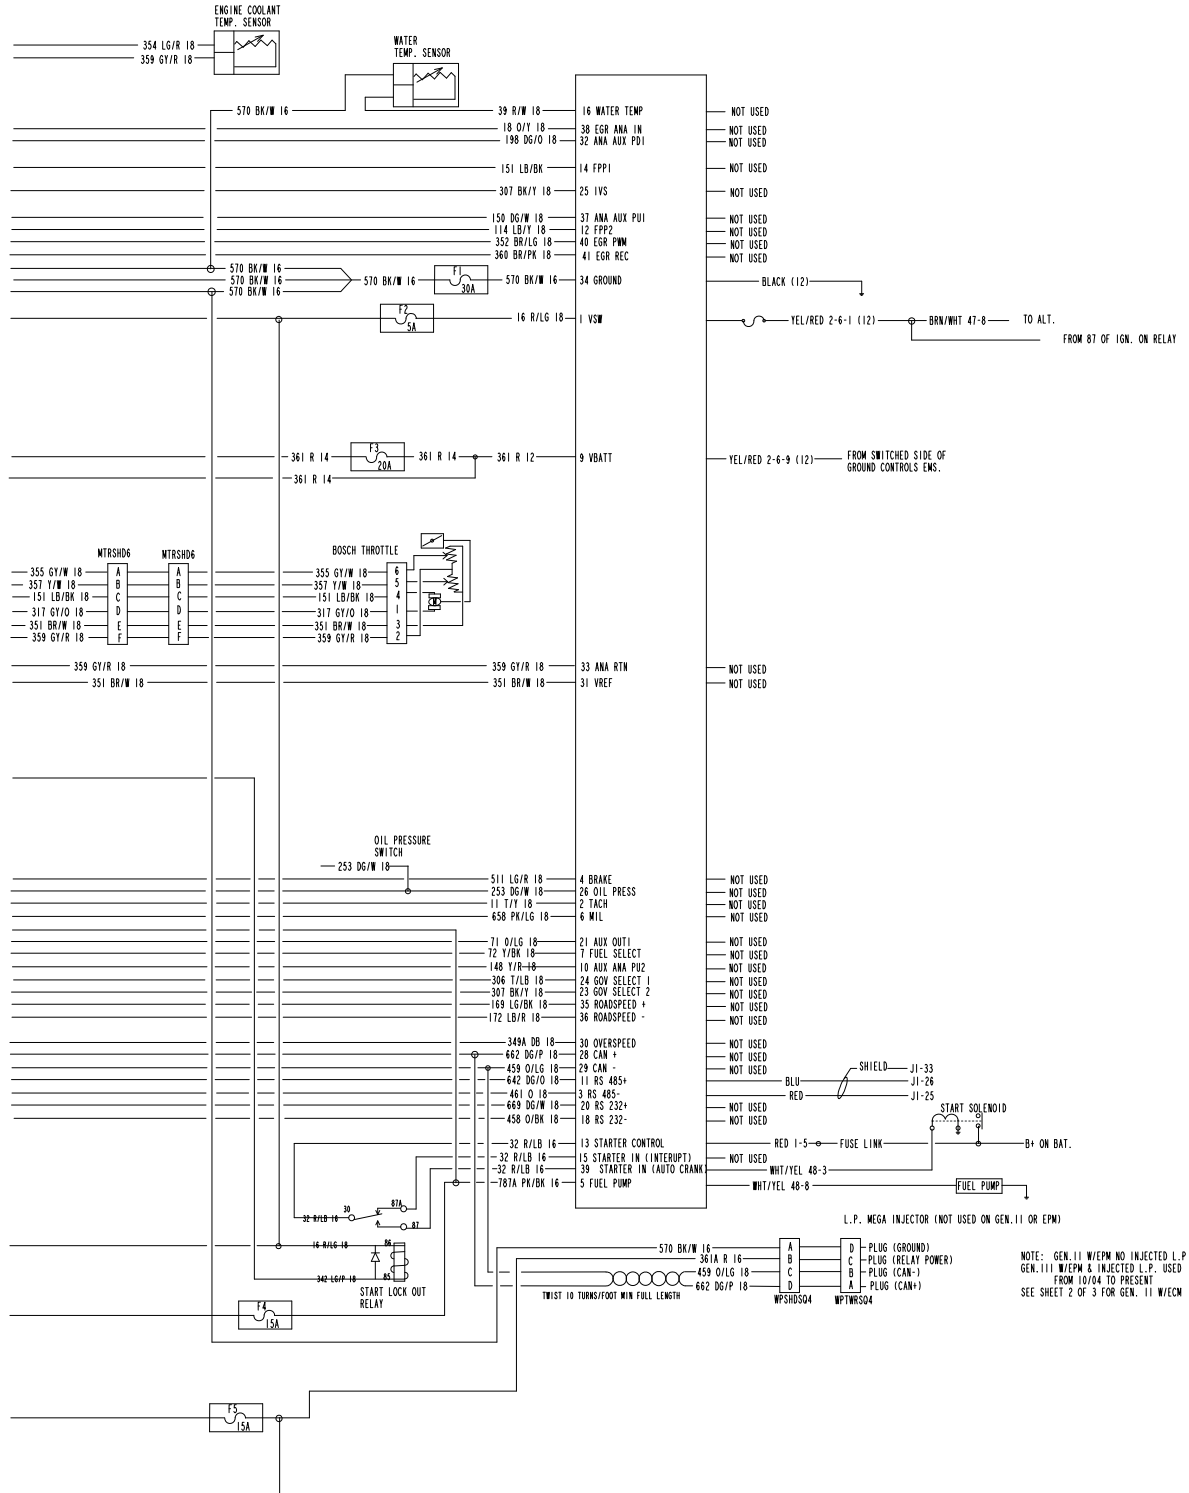 ENGINE COOLANT
TEMP. SENSOR
354 LG/R 18
359 GY/R 18
WATER
TEMP. SENSOR
570 BK/W 16
39 R/W 18
16 WATER TEMP
NOT USED
18 O/Y 18
38 EGR ANA IN
NOT USED
198 DG/O 18
32 ANA AUX PD1
NOT USED
151 LB/BK
14 FPP1
NOT USED
307 BK/Y 18
25 IVS
NOT USED
150 DG/W 18
37 ANA AUX PU1
NOT USED
114 LB/Y 18
12 FPP2
NOT USED
352 BR/LG 18
40 EGR PWM
NOT USED
360 BR/PK 18
41 EGR REC
NOT USED
570 BK/W 16
570 BK/W 16
570 BK/W 16
570 BK/W 16
F1
30A
570 BK/W 16
34 GROUND
BLACK (12)
F2
5A
16 R/LG 18
1 VSW
YEL/RED 2-6-1 (12)
BRN/WHT 47-8
TO ALT.
FROM 87 OF IGN. ON RELAY
361 R 14
F3
20A
361 R 14
361 R 12
9 VBATT
YEL/RED 2-6-9 (12)
FROM SWITCHED SIDE OF
GROUND CONTROLS EMS.
361 R 14
MTRSHD6
MTRSHD6
BOSCH THROTTLE
355 GY/W 18
A
A
355 GY/W 18
6
357 Y/W 18
B
B
357 Y/W 18
5
151 LB/BK 18
C
C
151 LB/BK 18
4
M
317 GY/O 18
D
D
317 GY/O 18
1
351 BR/W 18
E
E
351 BR/W 18
3
359 GY/R 18
F
F
359 GY/R 18
2
359 GY/R 18
359 GY/R 18
33 ANA RTN
NOT USED
351 BR/W 18
351 BR/W 18
31 VREF
NOT USED
OIL PRESSURE
SWITCH
253 DG/W 18
511 LG/R 18
4 BRAKE
NOT USED
253 DG/W 18
26 OIL PRESS
NOT USED
11 T/Y 18
2 TACH
NOT USED
658 PK/LG 18
6 MIL
NOT USED
71 O/LG 18
21 AUX OUT1
NOT USED
72 Y/BK 18
7 FUEL SELECT
NOT USED
148 Y/R 18
10 AUX ANA PU2
NOT USED
306 T/LB 18
24 GOV SELECT 1
NOT USED
307 BK/Y 18
23 GOV SELECT 2
NOT USED
169 LG/BK 18
35 ROADSPEED +
NOT USED
172 LB/R 18
36 ROADSPEED -
NOT USED
349A DB 18
30 OVERSPEED
NOT USED
662 DG/P 18
28 CAN +
NOT USED
459 O/LG 18
29 CAN -
NOT USED
SHIELD
J1-33
642 DG/O 18
11 RS 485+
BLU
J1-26
461 O 18
3 RS 485-
RED
J1-25
669 DG/W 18
20 RS 232+
NOT USED
START SOLENOID
458 O/BK 18
18 RS 232-
NOT USED
32 R/LB 16
13 STARTER CONTROL
RED 1-5
FUSE LINK
B+ ON BAT.
32 R/LB 16
15 STARTER IN (INTERUPT)
NOT USED
32 R/LB 16
39 STARTER IN (AUTO CRANK)
WHT/YEL 48-3
787A PK/BK 16
5 FUEL PUMP
WHT/YEL 48-8
FUEL PUMP
30
87A
32 R/LB 16
87
L.P. MEGA INJECTOR (NOT USED ON GEN.II OR EPM)
16 R/LG 18
86
342 LG/P 18
85
START LOCK OUT
RELAY
570 BK/W 16
A
D
PLUG (GROUND)
361A R 16
B
C
PLUG (RELAY POWER)
459 O/LG 18
C
B
PLUG (CAN-)
662 DG/P 18
D
A
PLUG (CAN+)
TWIST 10 TURNS/FOOT MIN FULL LENGTH
WPSHDSQ4
WPTWRSQ4
NOTE: GEN.II W/EPM NO INJECTED L.P
GEN.III W/EPM & INJECTED L.P. USED
FROM 10/04 TO PRESENT
SEE SHEET 2 OF 3 FOR GEN. II W/ECM
F4
15A
F5
15A